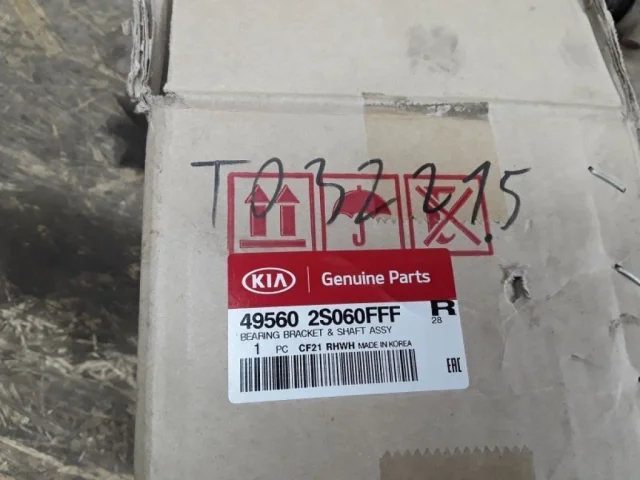 T032215
KIA Genuine Parts
49560 2S060FFF R
28
BEARING BRACKET & SHAFT ASSY
1 PC CF21 RHWH MADE IN KOREA
EAC